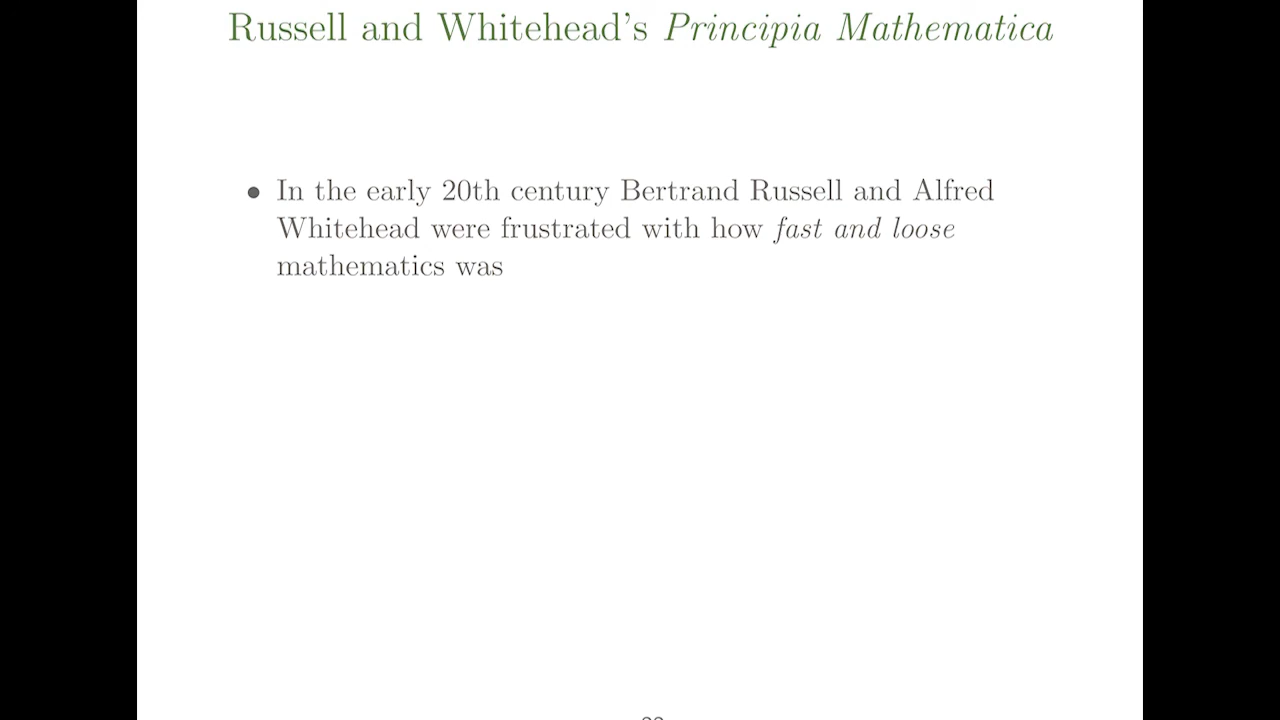 Russell and Whitehead's Principia Mathematica
• In the early 20th century Bertrand Russell and Alfred
Whitehead were frustrated with how fast and loose
mathematics was